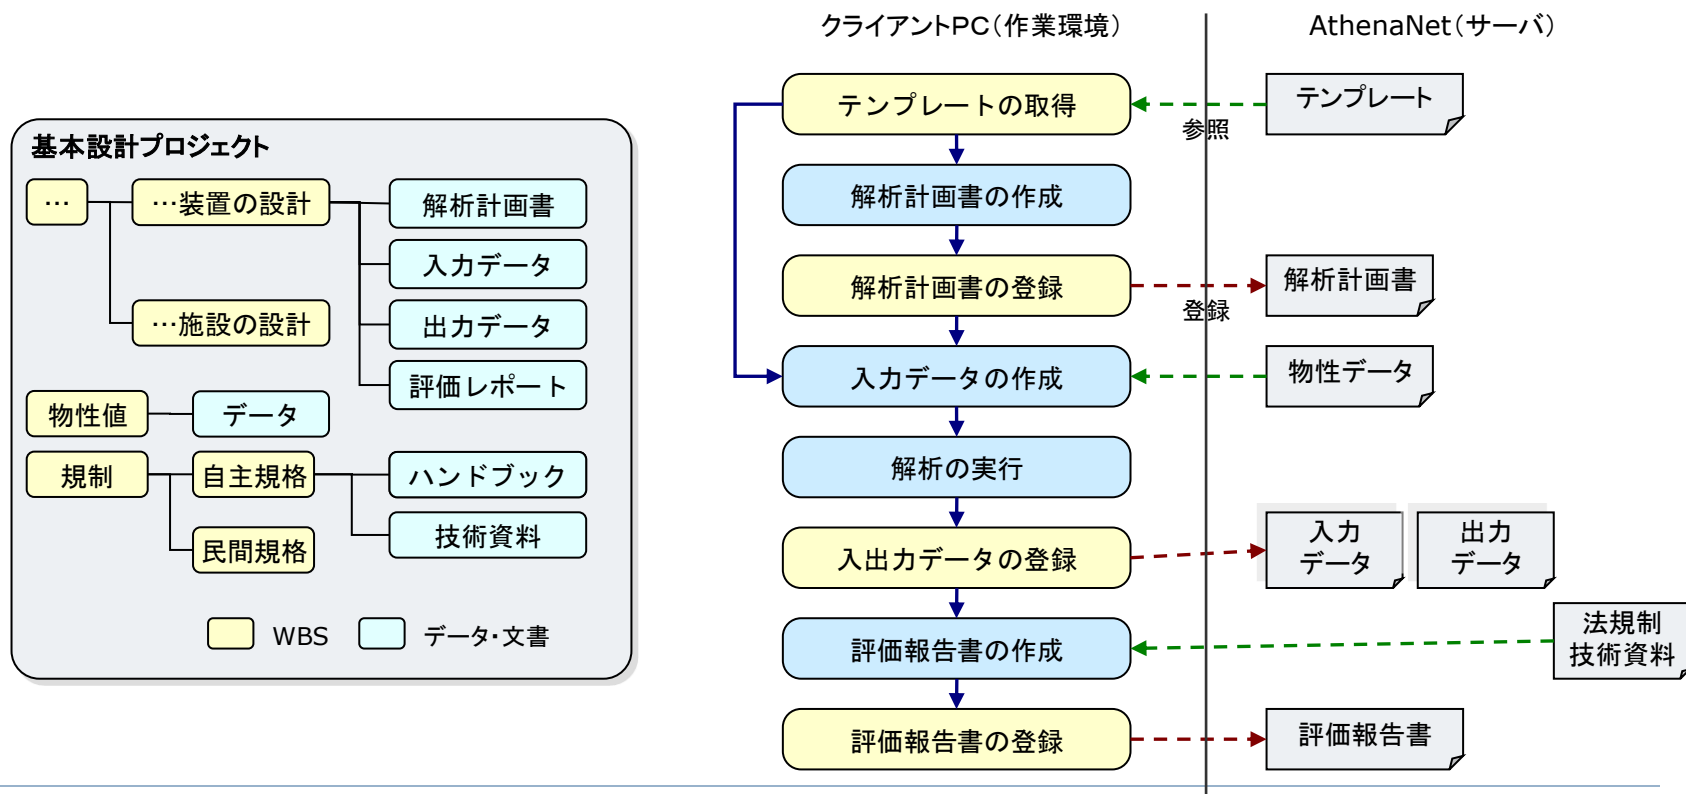 クライアントPC（作業環境）
AthenaNet（サーバ）
基本設計プロジェクト
…
…装置の設計
解析計画書
入力データ
…施設の設計
出力データ
評価レポート
物性値
データ
規制
自主規格
ハンドブック
民間規格
技術資料
WBS
データ・文書
テンプレートの取得
参照
テンプレート
解析計画書の作成
解析計画書の登録
登録
解析計画書
入力データの作成
物性データ
解析の実行
入出力データの登録
入力
データ
出力
データ
評価報告書の作成
法規制
技術資料
評価報告書の登録
評価報告書